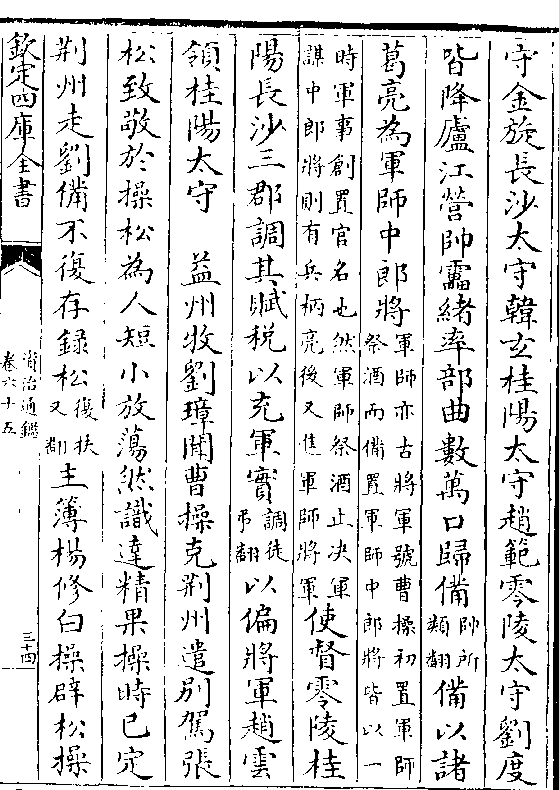 守金旋長沙太守韓玄桂陽太守趙範零陵太守劉度
皆降廬江營帥雷緒率部曲數萬口歸備帥所類翻備以諸
葛亮為軍師中郎將軍師亦古將軍號曹操初置軍師祭酒而備置軍師中郎將皆以一
時軍事創置官名也然軍師祭酒止決軍謀中郎將則有兵柄亮後又進軍師將軍使督零陵桂
陽長沙三郡調其賦税以充軍實調徒弔翻以偏將軍趙雲
領桂陽太守　益州牧劉璋聞曹操克荆州遣别駕張
松致敬於操松為人短小放蕩然識達精果操時已定
荆州走劉備不復存録松復扶又翻主簿楊修白操辟松操
欽定四庫全書
資治通鑑
卷六十五
三十四